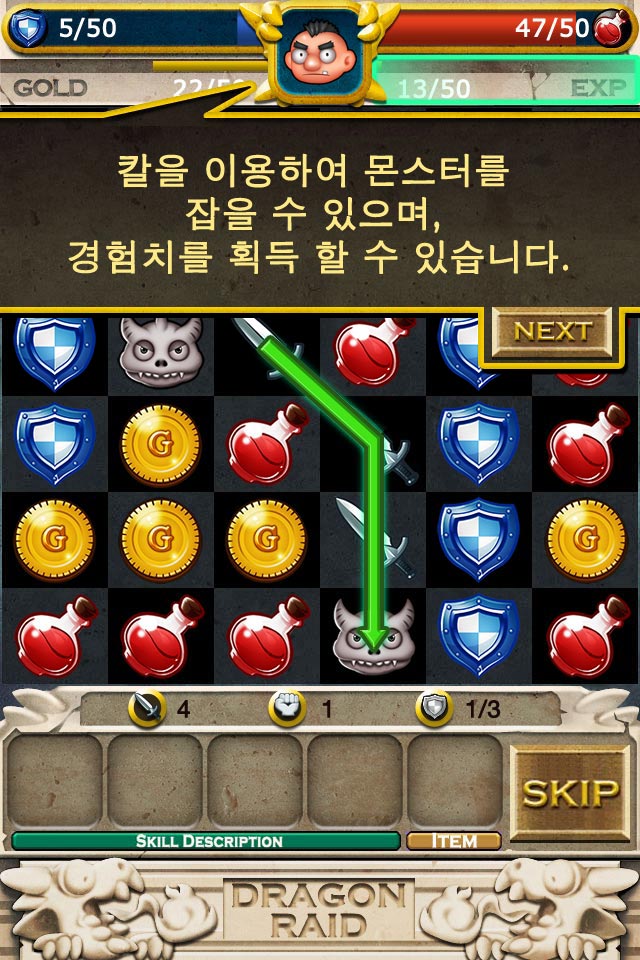 5/50
47/50
GOLD
22/50
13/50
EXP
칼을 이용하여 몬스터를
잡을 수 있으며,
경험치를 획득 할 수 있습니다.
NEXT
G
G
G
G
G
4
1
1/3
SKIP
SKILL DESCRIPTION
ITEM
DRAGON
RAID